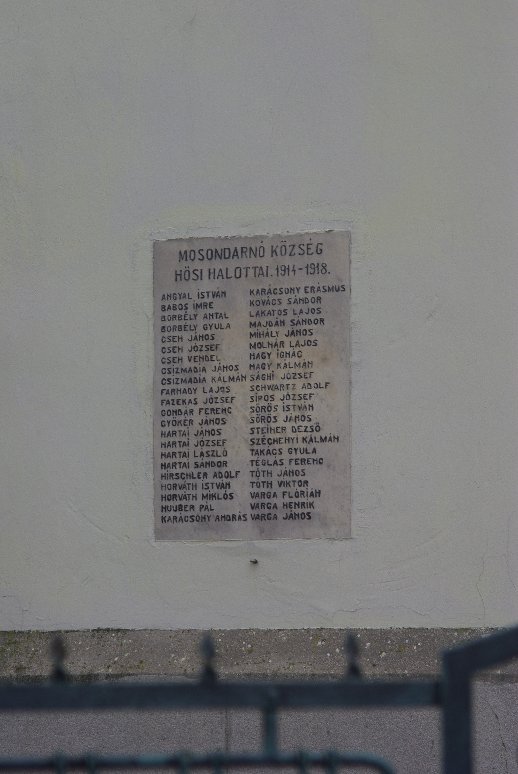 MOSONDARNÓ KÖZSÉG
HŐSI HALOTTAI. 1914-1918.
ANGYAL ISTVÁN
BABOS IMRE
BORBÉLY ANTAL
BORBÉLY GYULA
CSEH JÁNOS
CSEH JÓZSEF
CSEH VENDEL
CSIZMADIA JÁNOS
CSIZMADIA KÁLMÁN
FARNADY LAJOS
FAZEKAS JÓZSEF
GONDÁR FERENC
GYÖKÉR JÁNOS
HARTAI JÁNOS
HARTAI JÓZSEF
HARTAI LÁSZLÓ
HARTAI SÁNDOR
HIRSCHLER ADOLF
HORVÁTH ISTVÁN
HORVÁTH MIKLÓS
HUUBER PÁL
KARÁCSONY ANDRÁS
KARÁCSONY ERASMUS
KOVÁCS SÁNDOR
LAKATOS LAJOS
MAJDÁN SÁNDOR
MIHÁLY JÁNOS
MOLNÁR LAJOS
NAGY IGNÁC
NAGY KÁLMÁN
SÁGHI JÓZSEF
SCHWARTZ ADOLF
SIPOS JÓZSEF
SÖRÖS ISTVÁN
SÖRÖS JÁNOS
STEINER DEZSŐ
SZÉCHENYI KÁLMÁN
TAKÁCS GYULA
TÉGLÁS FERENC
TÓTH JÁNOS
TÓTH VIKTOR
VARGA FLÓRIÁN
VARGA HENRIK
VARGA JÁNOS